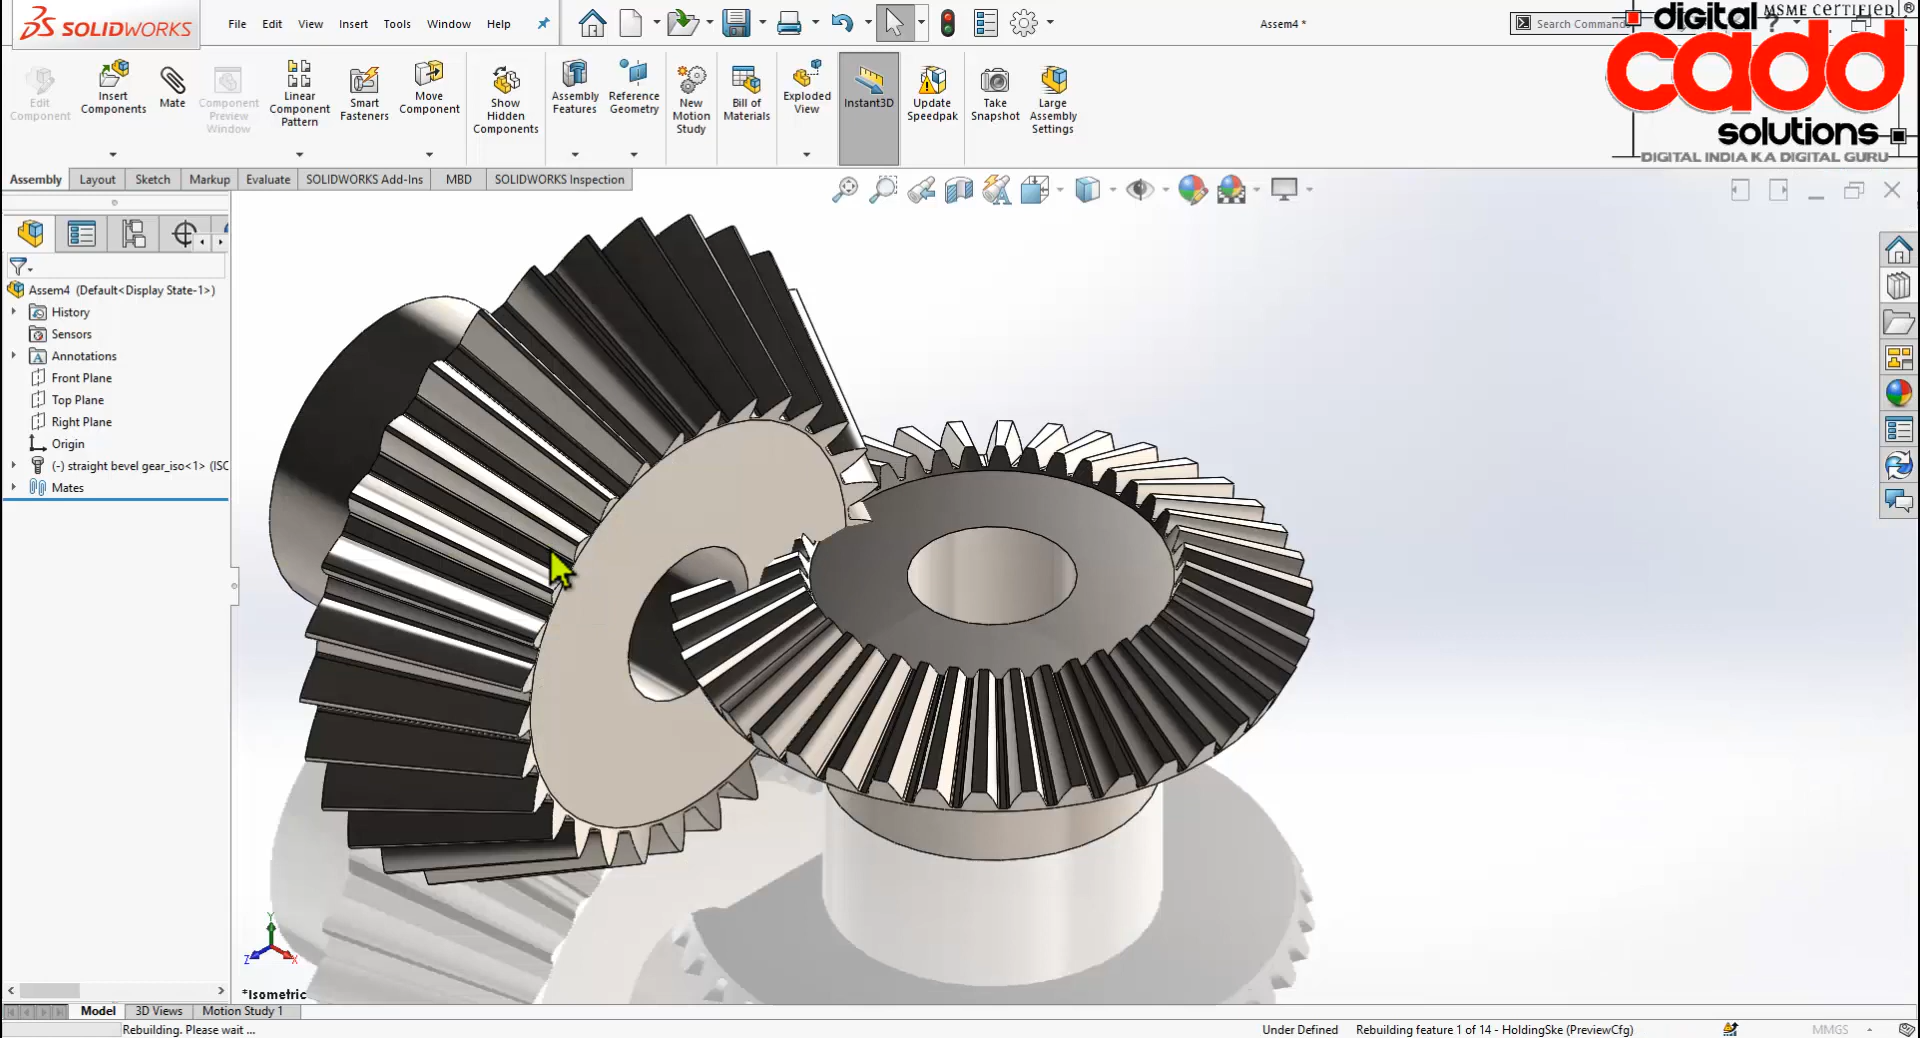 SOLIDWORKS
File Edit View Insert Tools Window Help
Assem4 *
Search Command
digital
MSME CERTIFIED
®
cadd
solutions
DIGITAL INDIA KA DIGITAL GURU
Edit Component
Insert Components
Mate
Component Preview Window
Linear Component Pattern
Smart Fasteners
Move Component
Show Hidden Components
Assembly Features
Reference Geometry
New Motion Study
Bill of Materials
Exploded View
Instant3D
Update Speedpak
Take Snapshot
Large Assembly Settings
Assembly Layout Sketch Markup Evaluate SOLIDWORKS Add-Ins MBD SOLIDWORKS Inspection
Assem4 (Default<Display State-1>)
History
Sensors
A Annotations
Front Plane
Top Plane
Right Plane
Origin
(-) straight bevel gear_iso<1> (ISC
Mates
Y
Z
X
*Isometric
Model 3D Views Motion Study 1
Rebuilding. Please wait ...
Under Defined Rebuilding feature 1 of 14 - HoldingSke (PreviewCfg) MMGS